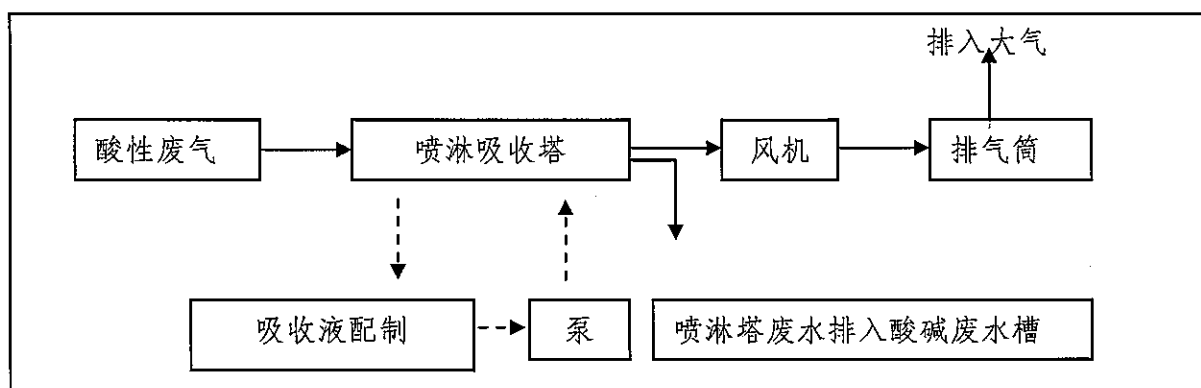 排入大气
酸性废气
喷淋吸收塔
风机
排气筒
吸收液配制
泵
喷淋塔废水排入酸碱废水槽